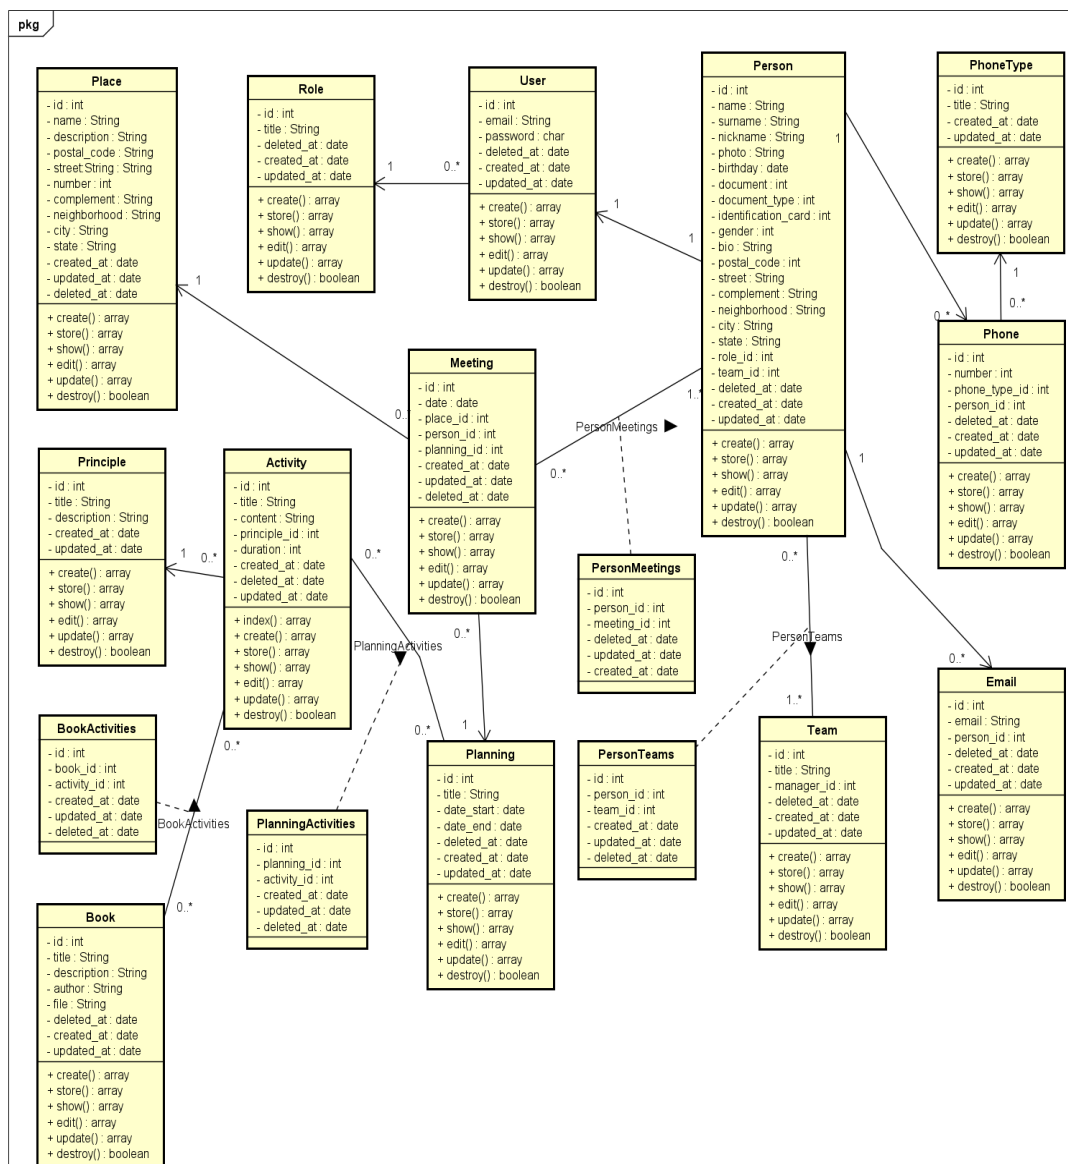 pkg
Place
- id : int
- name : String
- description : String
- postal_code : String
- street:String : String
- number : int
- complement : String
- neighborhood : String
- city : String
- state : String
- created_at : date
- updated_at : date
- deleted_at : date
+ create() : array
+ store() : array
+ show() : array
+ edit() : array
+ update() : array
+ destroy() : boolean
Role
- id : int
- title : String
- deleted_at : date
- created_at : date
- updated_at : date
+ create() : array
+ store() : array
+ show() : array
+ edit() : array
+ update() : array
+ destroy() : boolean
1
0..*
User
- id : int
- email : String
- password : char
- deleted_at : date
- created_at : date
- updated_at : date
+ create() : array
+ store() : array
+ show() : array
+ edit() : array
+ update() : array
+ destroy() : boolean
1
1
Person
- id : int
- name : String
- surname : String
- nickname : String
- photo : String
- birthday : date
- document : int
- document_type : int
- identification_card : int
- gender : int
- bio : String
- postal_code : int
- street : String
- complement : String
- neighborhood : String
- city : String
- state : String
- role_id : int
- team_id : int
- deleted_at : date
- created_at : date
- updated_at : date
+ create() : array
+ store() : array
+ show() : array
+ edit() : array
+ update() : array
+ destroy() : boolean
1
0..*
PhoneType
- id : int
- title : String
- created_at : date
- updated_at : date
+ create() : array
+ store() : array
+ show() : array
+ edit() : array
+ update() : array
+ destroy() : boolean
1
0..*
Phone
- id : int
- number : int
- phone_type_id : int
- person_id : int
- deleted_at : date
- created_at : date
- updated_at : date
+ create() : array
+ store() : array
+ show() : array
+ edit() : array
+ update() : array
+ destroy() : boolean
1
0..
Meeting
- id : int
- date : date
- place_id : int
- person_id : int
- planning_id : int
- created_at : date
- updated_at : date
- deleted_at : date
+ create() : array
+ store() : array
+ show() : array
+ edit() : array
+ update() : array
+ destroy() : boolean
1..*
PersonMeetings
0..*
Principle
- id : int
- title : String
- description : String
- created_at : date
- updated_at : date
+ create() : array
+ store() : array
+ show() : array
+ edit() : array
+ update() : array
+ destroy() : boolean
1
0..*
Activity
- id : int
- title : String
- content : String
- principle_id : int
- duration : int
- created_at : date
- deleted_at : date
- updated_at : date
+ index() : array
+ create() : array
+ store() : array
+ show() : array
+ edit() : array
+ update() : array
+ destroy() : boolean
0..*
PlanningActivities
0..*
0..*
1
PersonMeetings
- id : int
- person_id : int
- meeting_id : int
- deleted_at : date
- updated_at : date
- created_at : date
0..*
PersonTeams
1..*
1
0..*
Email
- id : int
- email : String
- person_id : int
- deleted_at : date
- created_at : date
- updated_at : date
+ create() : array
+ store() : array
+ show() : array
+ edit() : array
+ update() : array
+ destroy() : boolean
BookActivities
- id : int
- book_id : int
- activity_id : int
- created_at : date
- updated_at : date
- deleted_at : date
0..*
BookActivities
0..*
PlanningActivities
- id : int
- planning_id : int
- activity_id : int
- created_at : date
- updated_at : date
- deleted_at : date
Planning
- id : int
- title : String
- date_start : date
- date_end : date
- deleted_at : date
- created_at : date
- updated_at : date
+ create() : array
+ store() : array
+ show() : array
+ edit() : array
+ update() : array
+ destroy() : boolean
PersonTeams
- id : int
- person_id : int
- team_id : int
- created_at : date
- updated_at : date
- deleted_at : date
Team
- id : int
- title : String
- manager_id : int
- deleted_at : date
- created_at : date
- updated_at : date
+ create() : array
+ store() : array
+ show() : array
+ edit() : array
+ update() : array
+ destroy() : boolean
Book
- id : int
- title : String
- description : String
- author : String
- file : String
- deleted_at : date
- created_at : date
- updated_at : date
+ create() : array
+ store() : array
+ show() : array
+ edit() : array
+ update() : array
+ destroy() : boolean